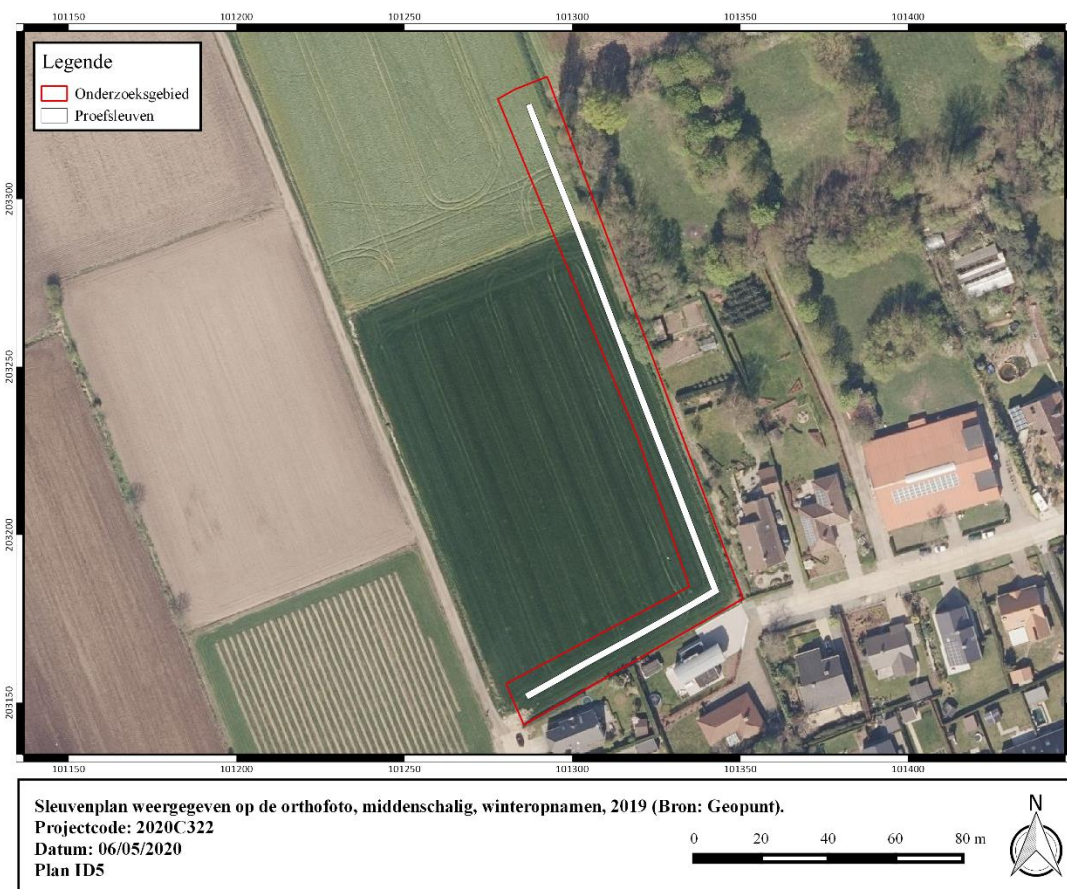 101150 101200 101250 101300 101350 101400
Legende
Onderzoeksgebied
Proefsleuven
203300
203250
203200
203150
101150 101200 101250 101300 101350 101400
Sleuvenplan weergegeven op de orthofoto, middenschalig, winteropnamen, 2019 (Bron: Geopunt).
Projectcode: 2020C322
Datum: 06/05/2020
Plan ID5
0 20 40 60 80 m
N